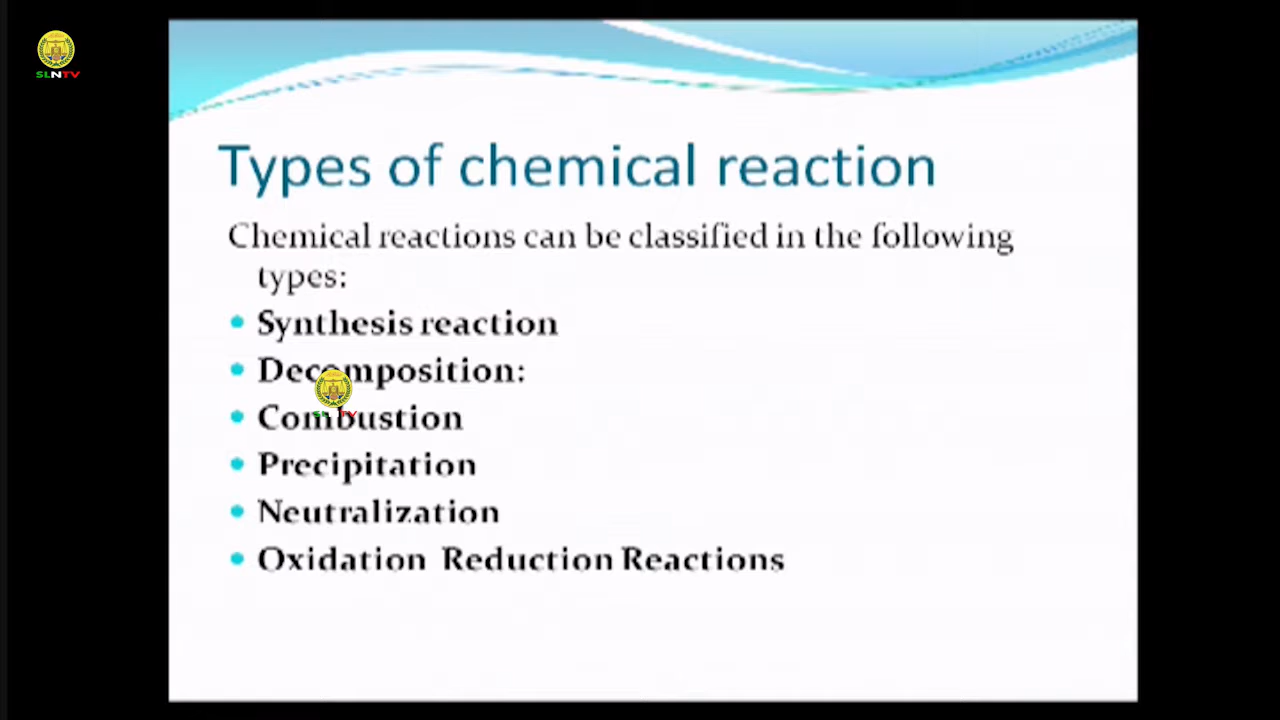 SLNTV
Types of chemical reaction
Chemical reactions can be classified in the following
types:
Synthesis reaction
Decomposition:
Combustion
Precipitation
Neutralization
Oxidation Reduction Reactions